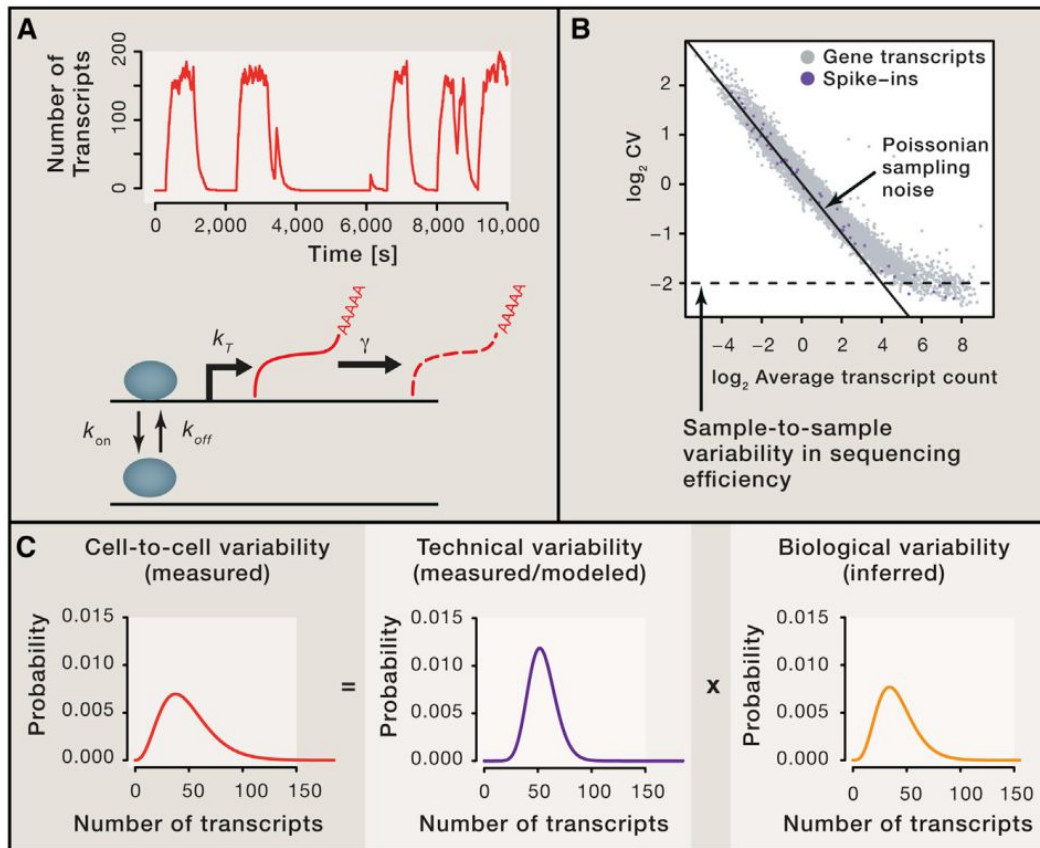 A
Number of
Transcripts
200
100
0
0
2,000
4,000
6,000
8,000
10,000
Time [s]
AAAAA
AAAAA
kT
γ
kon
koff
B
Gene transcripts
Spike–ins
log2 CV
2
1
0
−1
−2
Poissonian
sampling
noise
−4
−2
0
2
4
6
8
log2 Average transcript count
Sample-to-sample
variability in sequencing
efficiency
C
Cell-to-cell variability
(measured)
Probability
0.015
0.010
0.005
0.000
0
50
100
150
Number of transcripts
=
Technical variability
(measured/modeled)
Probability
0.015
0.010
0.005
0.000
0
50
100
150
Number of transcripts
x
Biological variability
(inferred)
Probability
0.015
0.010
0.005
0.000
0
50
100
150
Number of transcripts